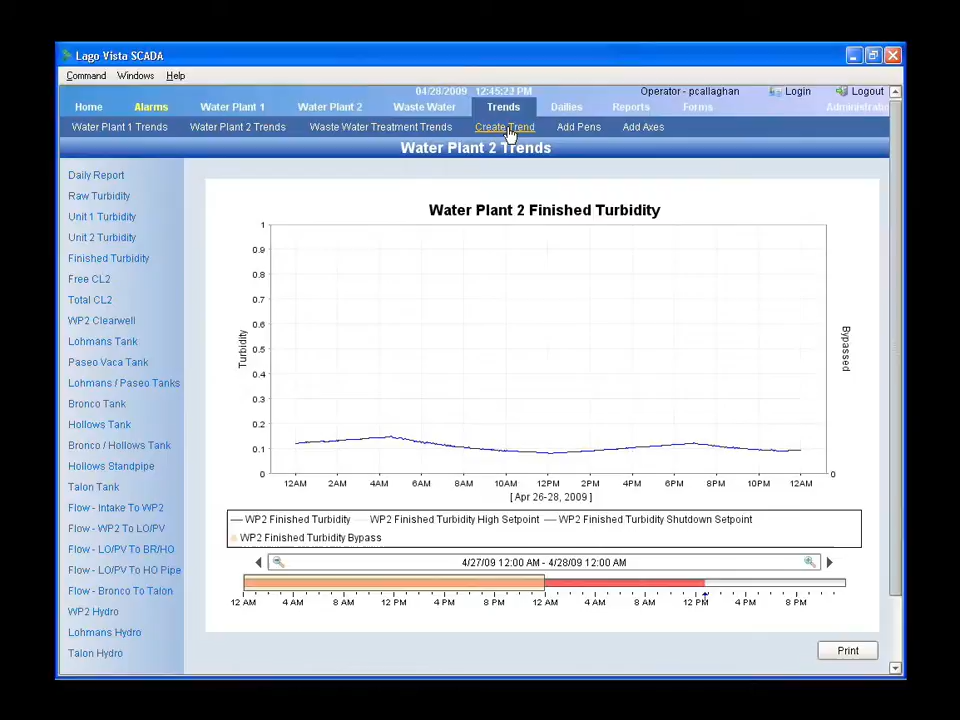 Lago Vista SCADA
Command Windows Help
04/28/2009 12:45:22 PM Operator - pcallaghan Login Logout
Home Alarms Water Plant 1 Water Plant 2 Waste Water Trends Dailies Reports Forms Administratio
Water Plant 1 Trends Water Plant 2 Trends Waste Water Treatment Trends Create Trend Add Pens Add Axes
Water Plant 2 Trends
Daily Report
Raw Turbidity
Unit 1 Turbidity
Unit 2 Turbidity
Finished Turbidity
Free CL2
Total CL2
WP2 Clearwell
Lohmans Tank
Paseo Vaca Tank
Lohmans / Paseo Tanks
Bronco Tank
Hollows Tank
Bronco / Hollows Tank
Hollows Standpipe
Talon Tank
Flow - Intake To WP2
Flow - WP2 To LO/PV
Flow - LO/PV To BR/HO
Flow - LO/PV To HO Pipe
Flow - Bronco To Talon
WP2 Hydro
Lohmans Hydro
Talon Hydro
Water Plant 2 Finished Turbidity
1
0.9
0.8
0.7
0.6
0.5
0.4
0.3
0.2
0.1
0
Turbidity
Bypassed
0
12AM 2AM 4AM 6AM 8AM 10AM 12PM 2PM 4PM 6PM 8PM 10PM 12AM
[ Apr 26-28, 2009 ]
WP2 Finished Turbidity WP2 Finished Turbidity High Setpoint WP2 Finished Turbidity Shutdown Setpoint
WP2 Finished Turbidity Bypass
4/27/09 12:00 AM - 4/28/09 12:00 AM
12 AM 4 AM 8 AM 12 PM 4 PM 8 PM 12 AM 4 AM 8 AM 12 PM 4 PM 8 PM
Print